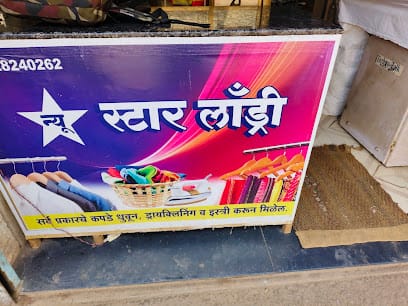 8240262
न्यू स्टार लाँड्री
सर्व प्रकारचे कपडे धुवून, ड्रायक्लिनिग व इस्त्री करून मिळेल.